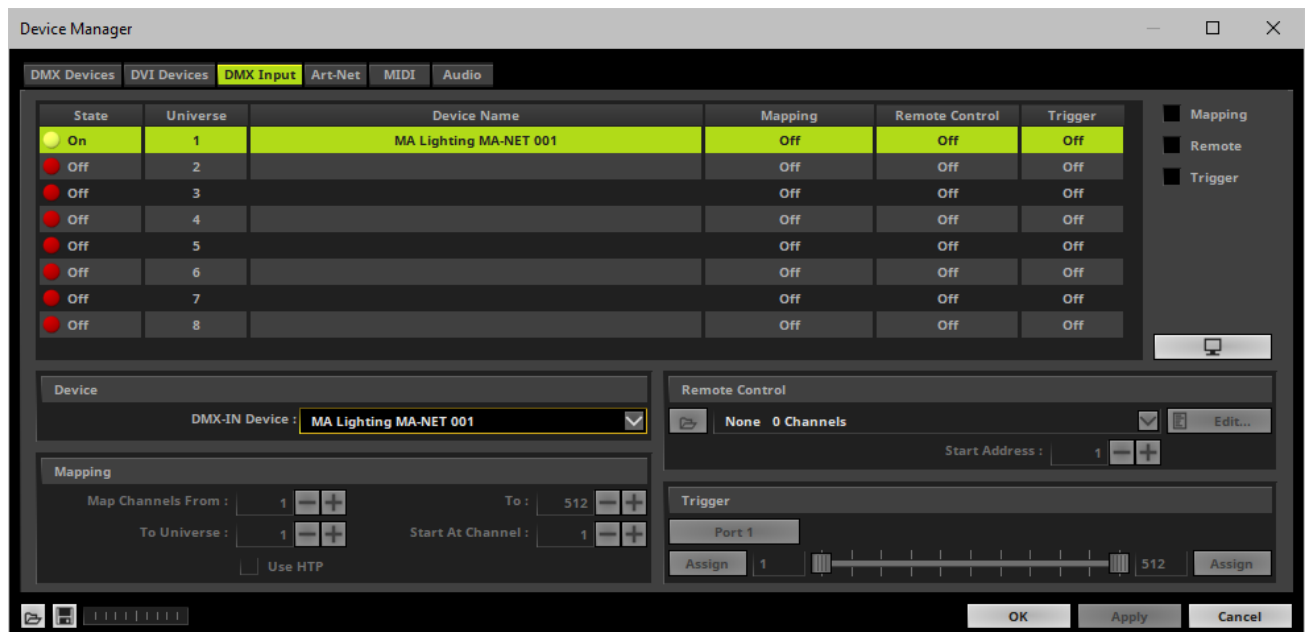 Device Manager
DMX Devices DVI Devices DMX Input Art-Net MIDI Audio
State Universe Device Name Mapping Remote Control Trigger
On 1 MA Lighting MA-NET 001 Off Off Off
Off 2 Off Off Off
Off 3 Off Off Off
Off 4 Off Off Off
Off 5 Off Off Off
Off 6 Off Off Off
Off 7 Off Off Off
Off 8 Off Off Off
Mapping
Remote
Trigger
Device
DMX-IN Device : MA Lighting MA-NET 001
Mapping
Map Channels From : 1 To : 512
To Universe : 1 Start At Channel : 1
Use HTP
Remote Control
None 0 Channels Edit...
Start Address : 1
Trigger
Port 1
Assign 1 512 Assign
OK Apply Cancel